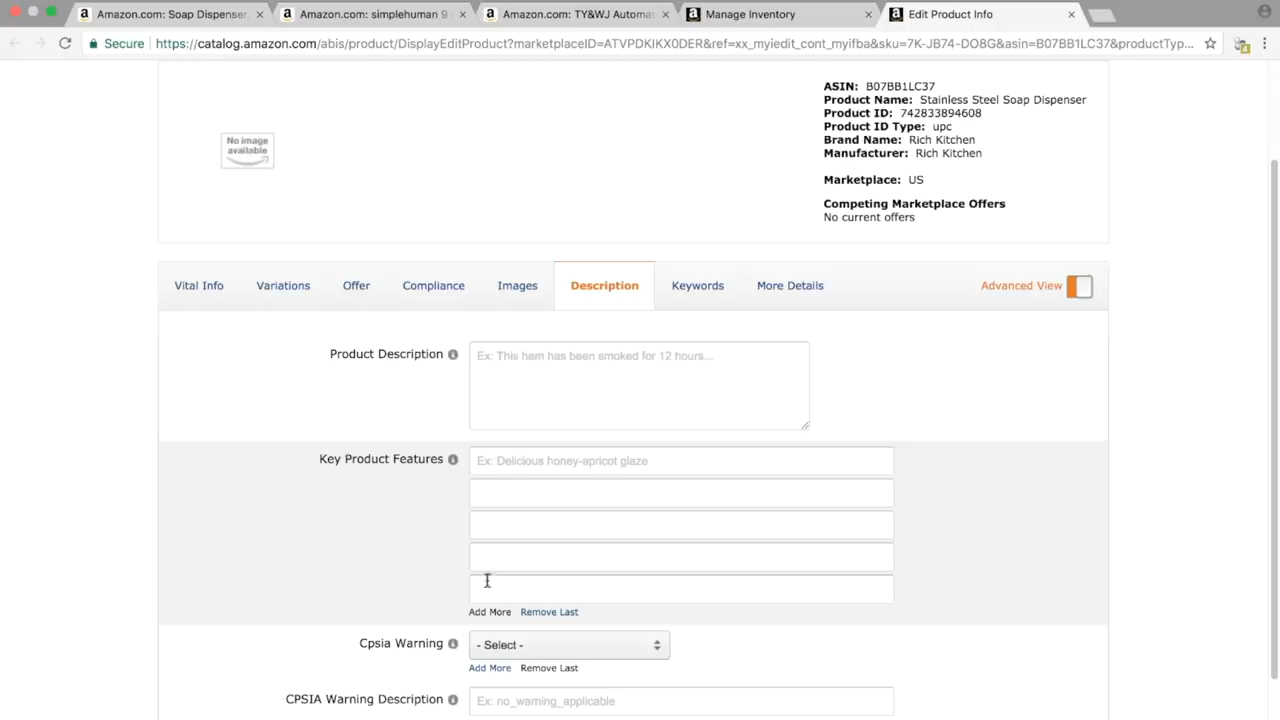 Amazon.com: Soap Dispenser,
Amazon.com: simplehuman 9
Amazon.com: TY&WJ Automat
Manage Inventory
Edit Product Info
Secure
https://catalog.amazon.com/abis/product/DisplayEditProduct?marketplaceID=ATVPDKIKX0DER&ref=xx_myiedit_cont_myifba&sku=7K-JB74-DO8G&asin=B07BB1LC37&productTyp...
No image
available
ASIN: B07BB1LC37
Product Name: Stainless Steel Soap Dispenser
Product ID: 742833894608
Product ID Type: upc
Brand Name: Rich Kitchen
Manufacturer: Rich Kitchen
Marketplace: US
Competing Marketplace Offers
No current offers
Vital Info
Variations
Offer
Compliance
Images
Description
Keywords
More Details
Advanced View
Product Description
Ex: This ham has been smoked for 12 hours...
Key Product Features
Ex: Delicious honey-apricot glaze
Add More Remove Last
Cpsia Warning
- Select -
Add More Remove Last
CPSIA Warning Description
Ex: no_warning_applicable